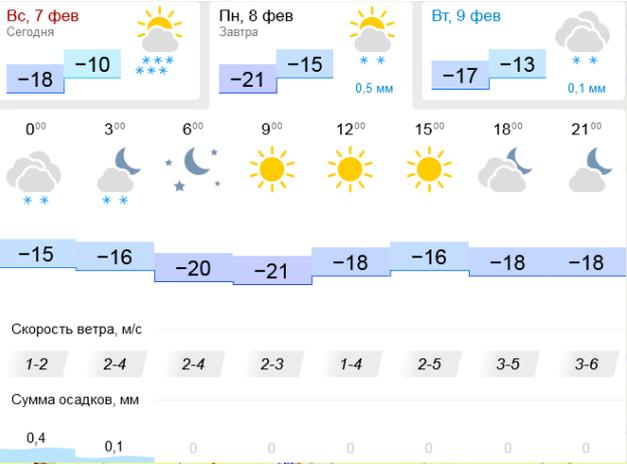 Вс, 7 фев
Сегодня
−18 −10
Пн, 8 фев
Завтра
−21 −15
0,5 мм
Вт, 9 фев
−17 −13
0,1 мм
0⁰⁰ 3⁰⁰ 6⁰⁰ 9⁰⁰ 12⁰⁰ 15⁰⁰ 18⁰⁰ 21⁰⁰
−15 −16 −20 −21 −18 −16 −18 −18
Скорость ветра, м/с
1-2 2-4 2-4 2-3 1-4 2-5 3-5 3-6
Сумма осадков, мм
0,4 0,1 0 0 0 0 0 0